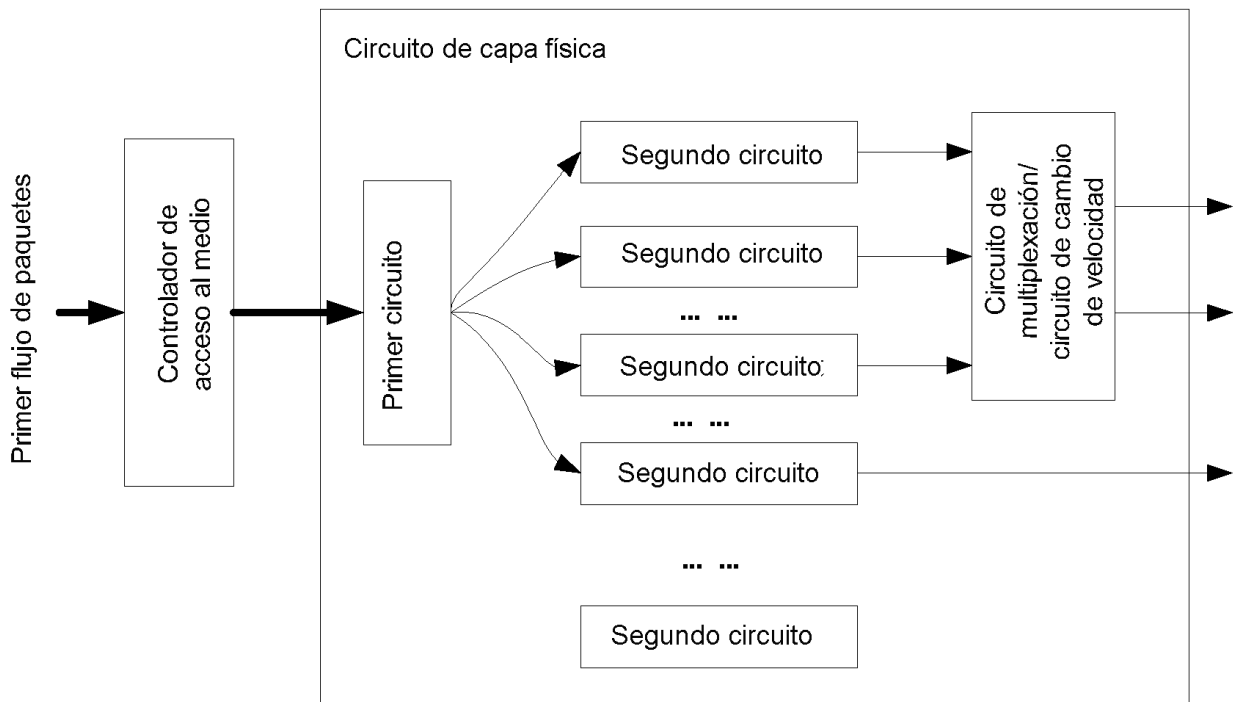 Circuito de capa física
Primer flujo de paquetes
Controlador de
acceso al medio
Primer circuito
Segundo circuito
Segundo circuito
... ...
Segundo circuito
... ...
Segundo circuito
... ...
Segundo circuito
Circuito de
multiplexación/
circuito de cambio
de velocidad